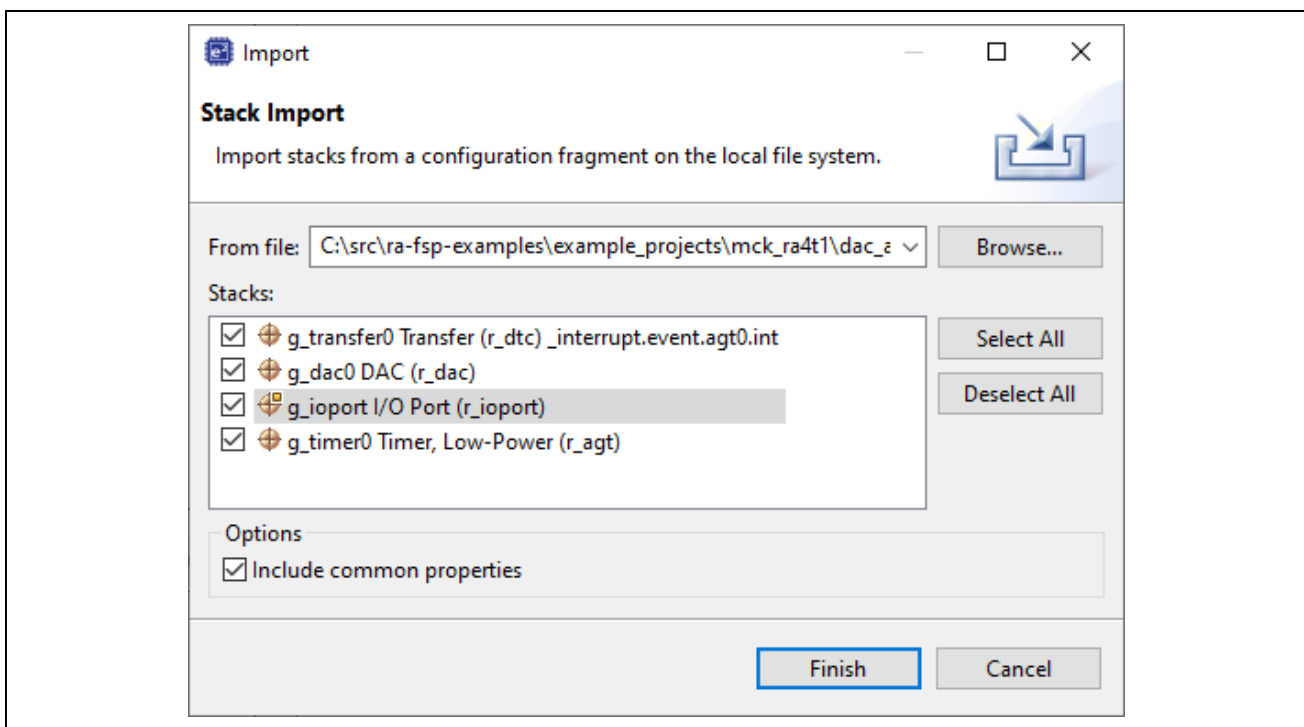 Import
Stack Import
Import stacks from a configuration fragment on the local file system.
From file: C:\src\ra-fsp-examples\example_projects\mck_ra4t1\dac_a Browse...
Stacks:
g_transfer0 Transfer (r_dtc) _interrupt.event.agt0.int
Select All
g_dac0 DAC (r_dac)
Deselect All
g_ioport I/O Port (r_ioport)
g_timer0 Timer, Low-Power (r_agt)
Options
Include common properties
Finish Cancel